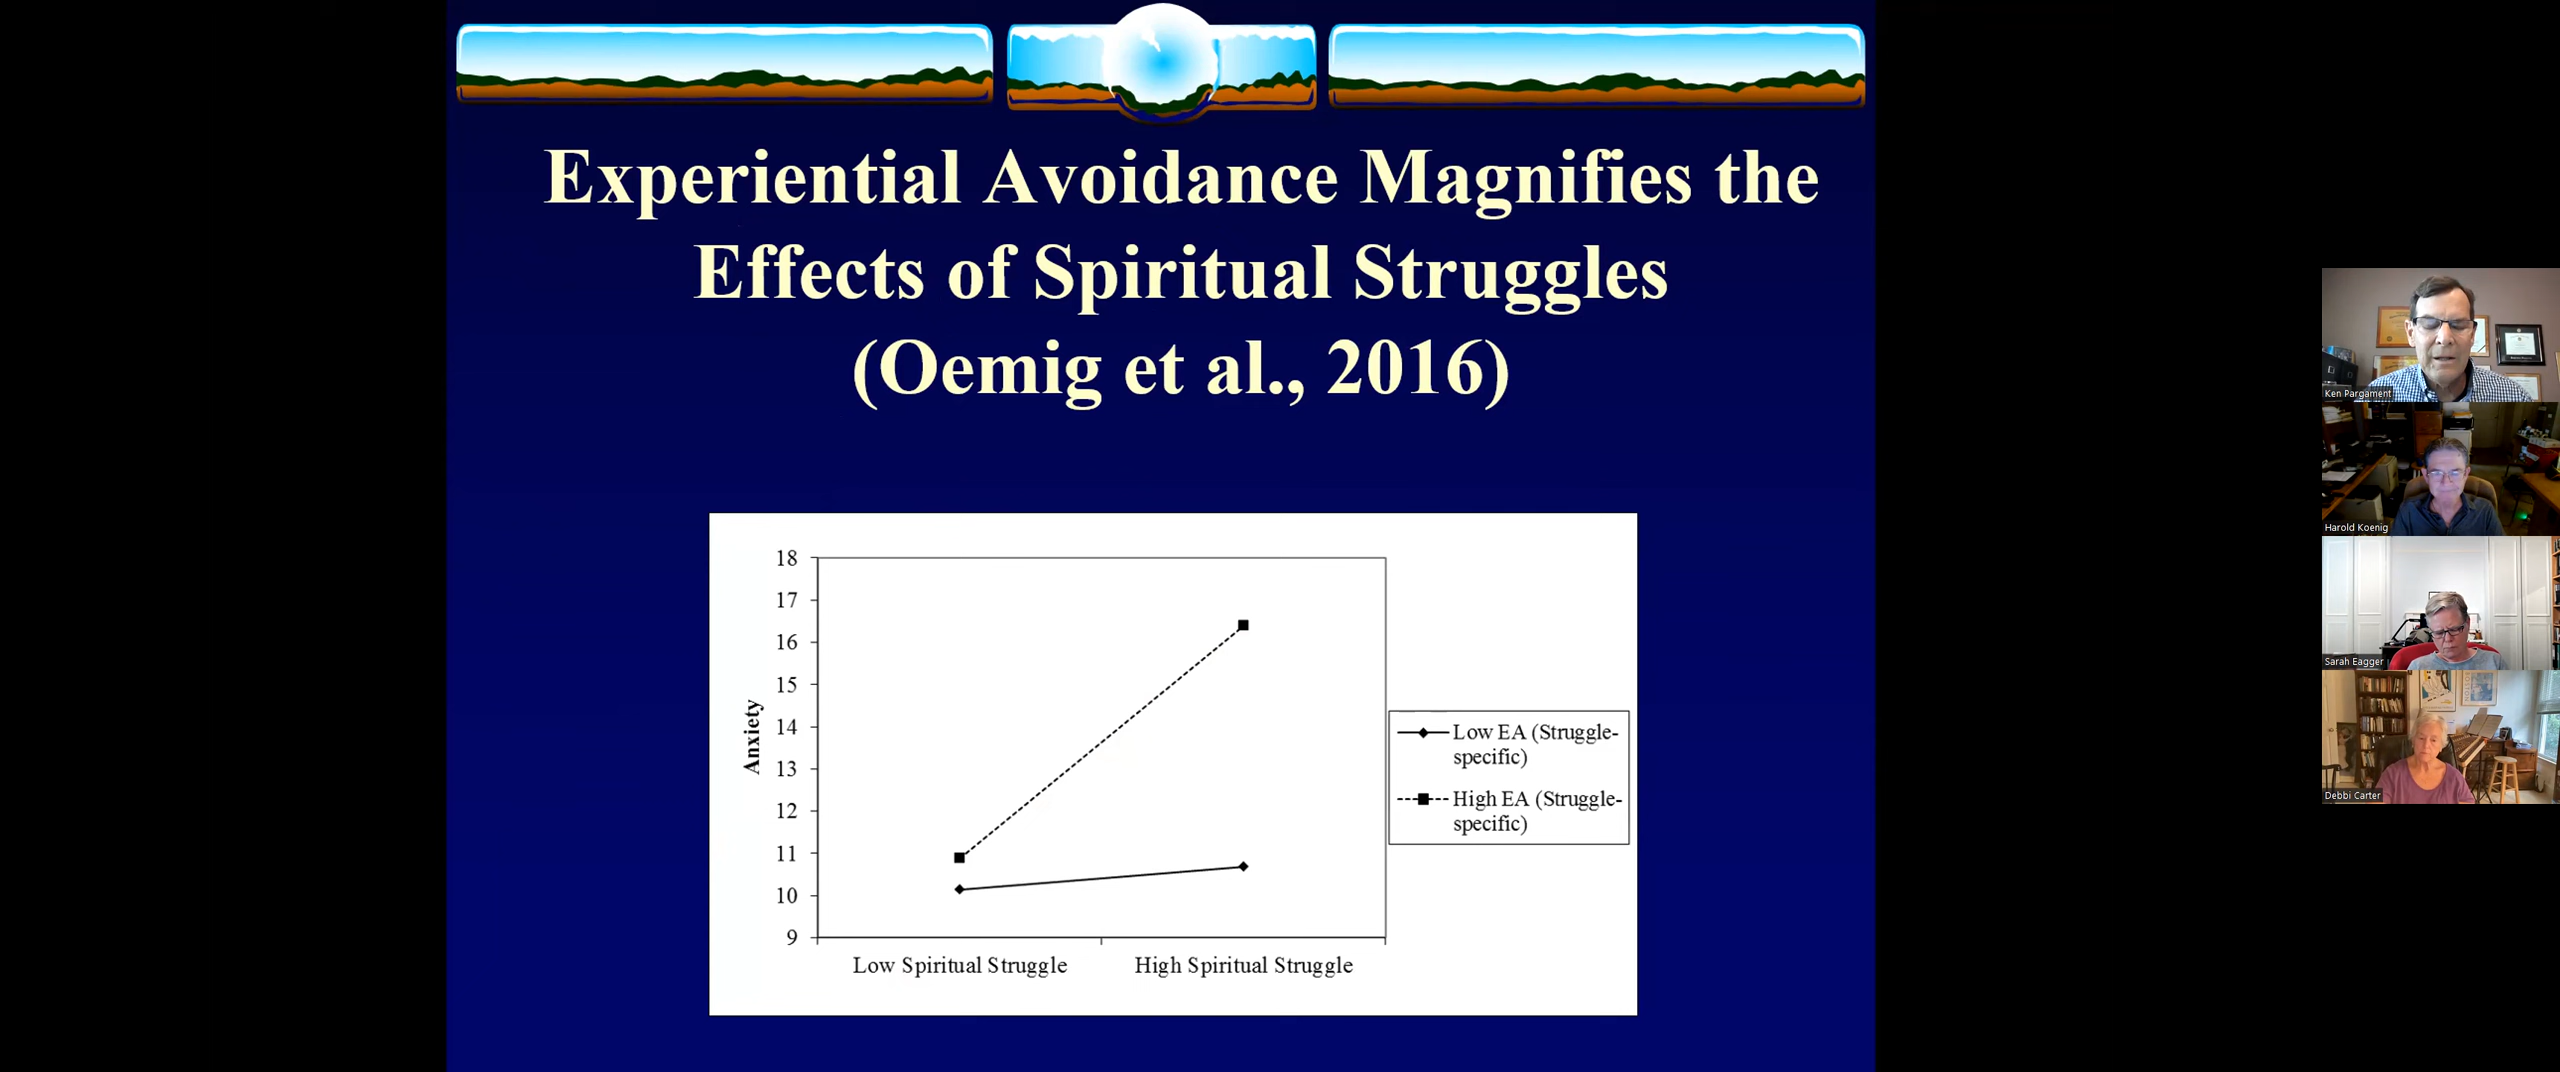 Experiential Avoidance Magnifies the
Effects of Spiritual Struggles
(Oemig et al., 2016)
18
17
16
15
14
13
12
11
10
9
Anxiety
Low Spiritual Struggle
High Spiritual Struggle
Low EA (Struggle-
specific)
High EA (Struggle-
specific)
Ken Pargament
Harold Koenig
Sarah Eagger
Debbi Carter